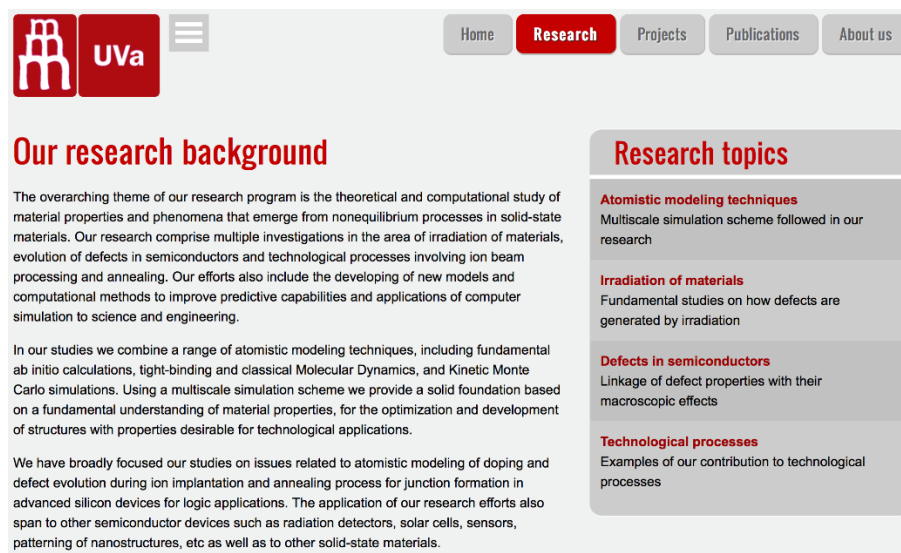 UVa
Home
Research
Projects
Publications
About us
Our research background
The overarching theme of our research program is the theoretical and computational study of
material properties and phenomena that emerge from nonequilibrium processes in solid-state
materials. Our research comprise multiple investigations in the area of irradiation of materials,
evolution of defects in semiconductors and technological processes involving ion beam
processing and annealing. Our efforts also include the developing of new models and
computational methods to improve predictive capabilities and applications of computer
simulation to science and engineering.
In our studies we combine a range of atomistic modeling techniques, including fundamental
ab initio calculations, tight-binding and classical Molecular Dynamics, and Kinetic Monte
Carlo simulations. Using a multiscale simulation scheme we provide a solid foundation based
on a fundamental understanding of material properties, for the optimization and development
of structures with properties desirable for technological applications.
We have broadly focused our studies on issues related to atomistic modeling of doping and
defect evolution during ion implantation and annealing process for junction formation in
advanced silicon devices for logic applications. The application of our research efforts also
span to other semiconductor devices such as radiation detectors, solar cells, sensors,
patterning of nanostructures, etc as well as to other solid-state materials.
Research topics
Atomistic modeling techniques
Multiscale simulation scheme followed in our
research
Irradiation of materials
Fundamental studies on how defects are
generated by irradiation
Defects in semiconductors
Linkage of defect properties with their
macroscopic effects
Technological processes
Examples of our contribution to technological
processes